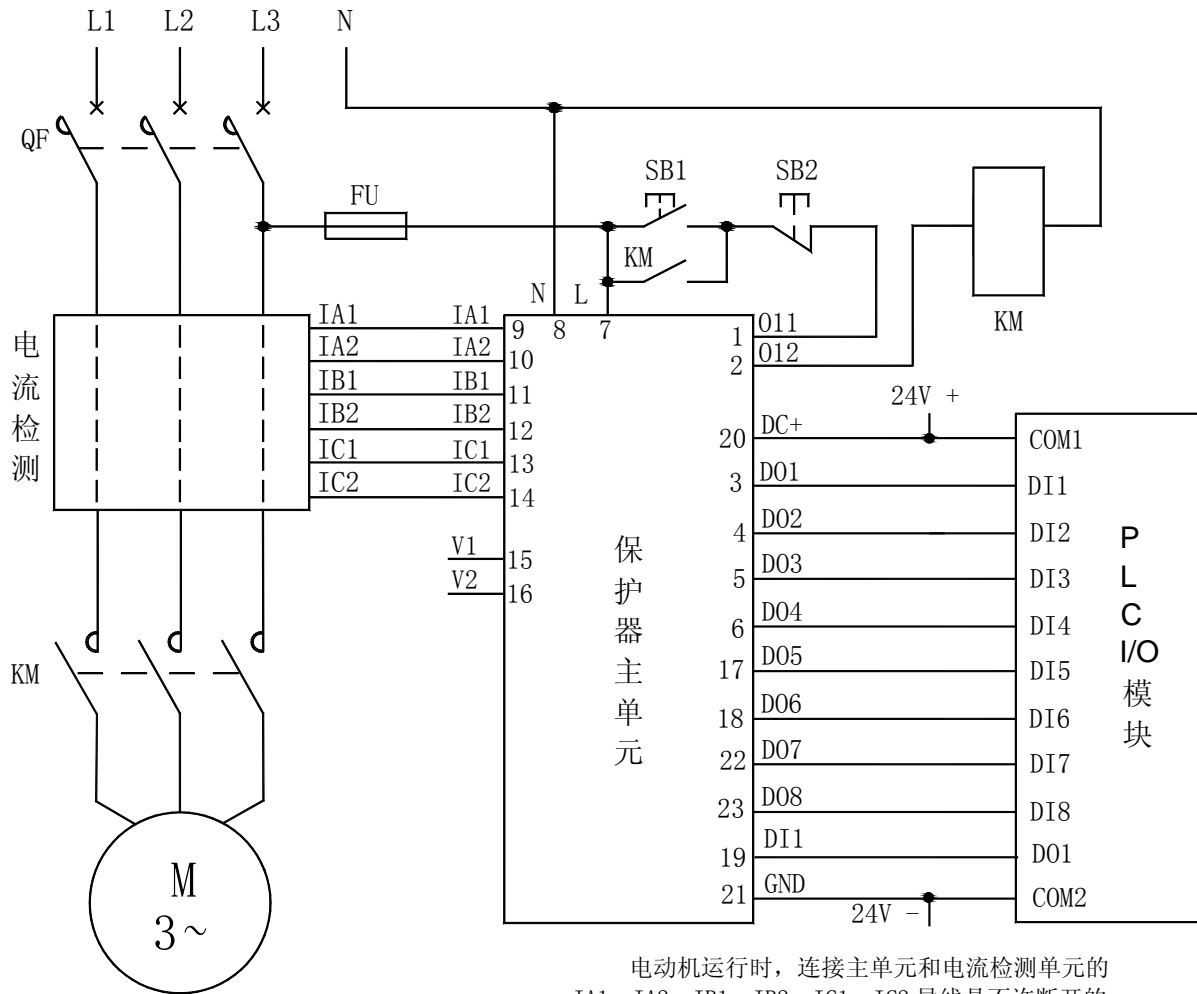 L1 L2 L3 N
QF
FU
SB1 SB2
KM
KM
N L
电流检测
IA1 IA1 9 8 7
IA2 IA2 10
IB1 IB1 11
IB2 IB2 12
IC1 IC1 13
IC2 IC2 14
V1 15
V2 16
保护器主单元
1 O11
2 O12
24V +
20 DC+ COM1
3 DO1 DI1
4 DO2 DI2
5 DO3 DI3
6 DO4 DI4
17 DO5 DI5
18 DO6 DI6
22 DO7 DI7
23 DO8 DI8
19 DI1 DO1
21 GND COM2
24V -
PLC I/O 模块
KM
M
3~
电动机运行时，连接主单元和电流检测单元的